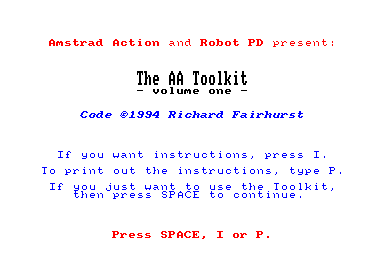 Amstrad Action and Robot PD present:
The AA Toolkit
- volume one -
Code ©1994 Richard Fairhurst
If you want instructions, press I.
To print out the instructions, type P.
If you just want to use the Toolkit,
then press SPACE to continue.
Press SPACE, I or P.